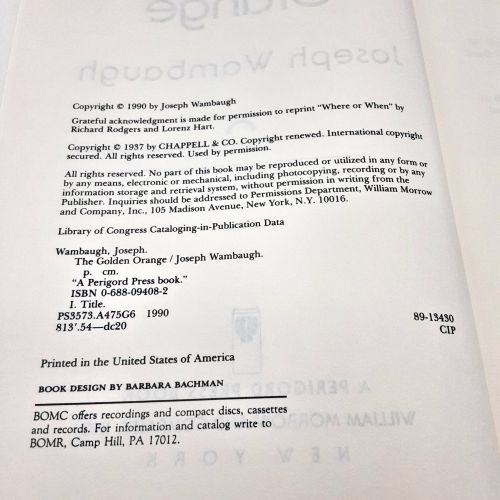 Copyright © 1990 by Joseph Wambaugh
Grateful acknowledgment is made for permission to reprint "Where or When" by
Richard Rodgers and Lorenz Hart.
Copyright © 1937 by CHAPPELL & CO. Copyright renewed. International copyright
secured. All rights reserved. Used by permission.
All rights reserved. No part of this book may be reproduced or utilized in any form or
by any means, electronic or mechanical, including photocopying, recording or by any
information storage and retrieval system, without permission in writing from the
Publisher. Inquiries should be addressed to Permissions Department, William Morrow
and Company, Inc., 105 Madison Avenue, New York, N.Y. 10016.
Library of Congress Cataloging-in-Publication Data
Wambaugh, Joseph.
The Golden Orange / Joseph Wambaugh.
p. cm.
"A Perigord Press book."
ISBN 0-688-09408-2
I. Title.
PS3573.A475G6 1990
813'.54—dc20
89-13430
CIP
Printed in the United States of America
BOOK DESIGN BY BARBARA BACHMAN
BOMC offers recordings and compact discs, cassettes
and records. For information and catalog write to
BOMR, Camp Hill, PA 17012.